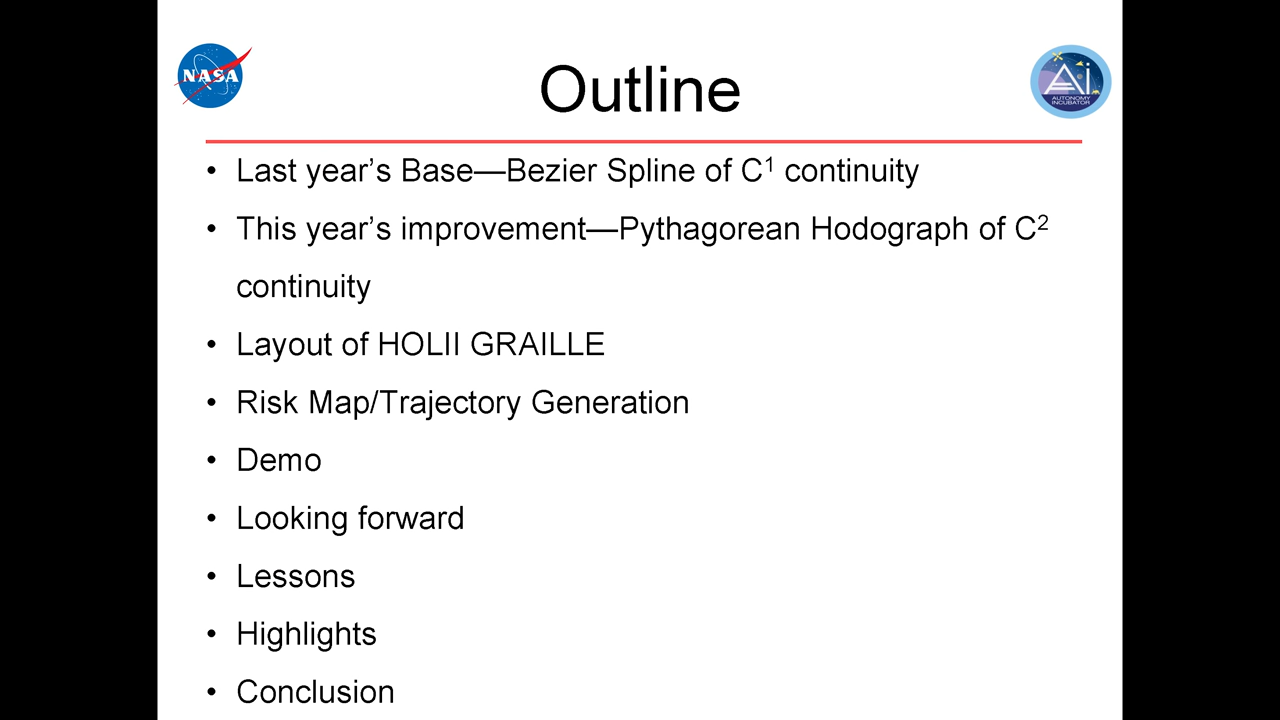 NASA
Outline
Ai
AUTONOMY
INCUBATOR
• Last year’s Base—Bezier Spline of C¹ continuity
• This year’s improvement—Pythagorean Hodograph of C²
continuity
• Layout of HOLII GRAILLE
• Risk Map/Trajectory Generation
• Demo
• Looking forward
• Lessons
• Highlights
• Conclusion